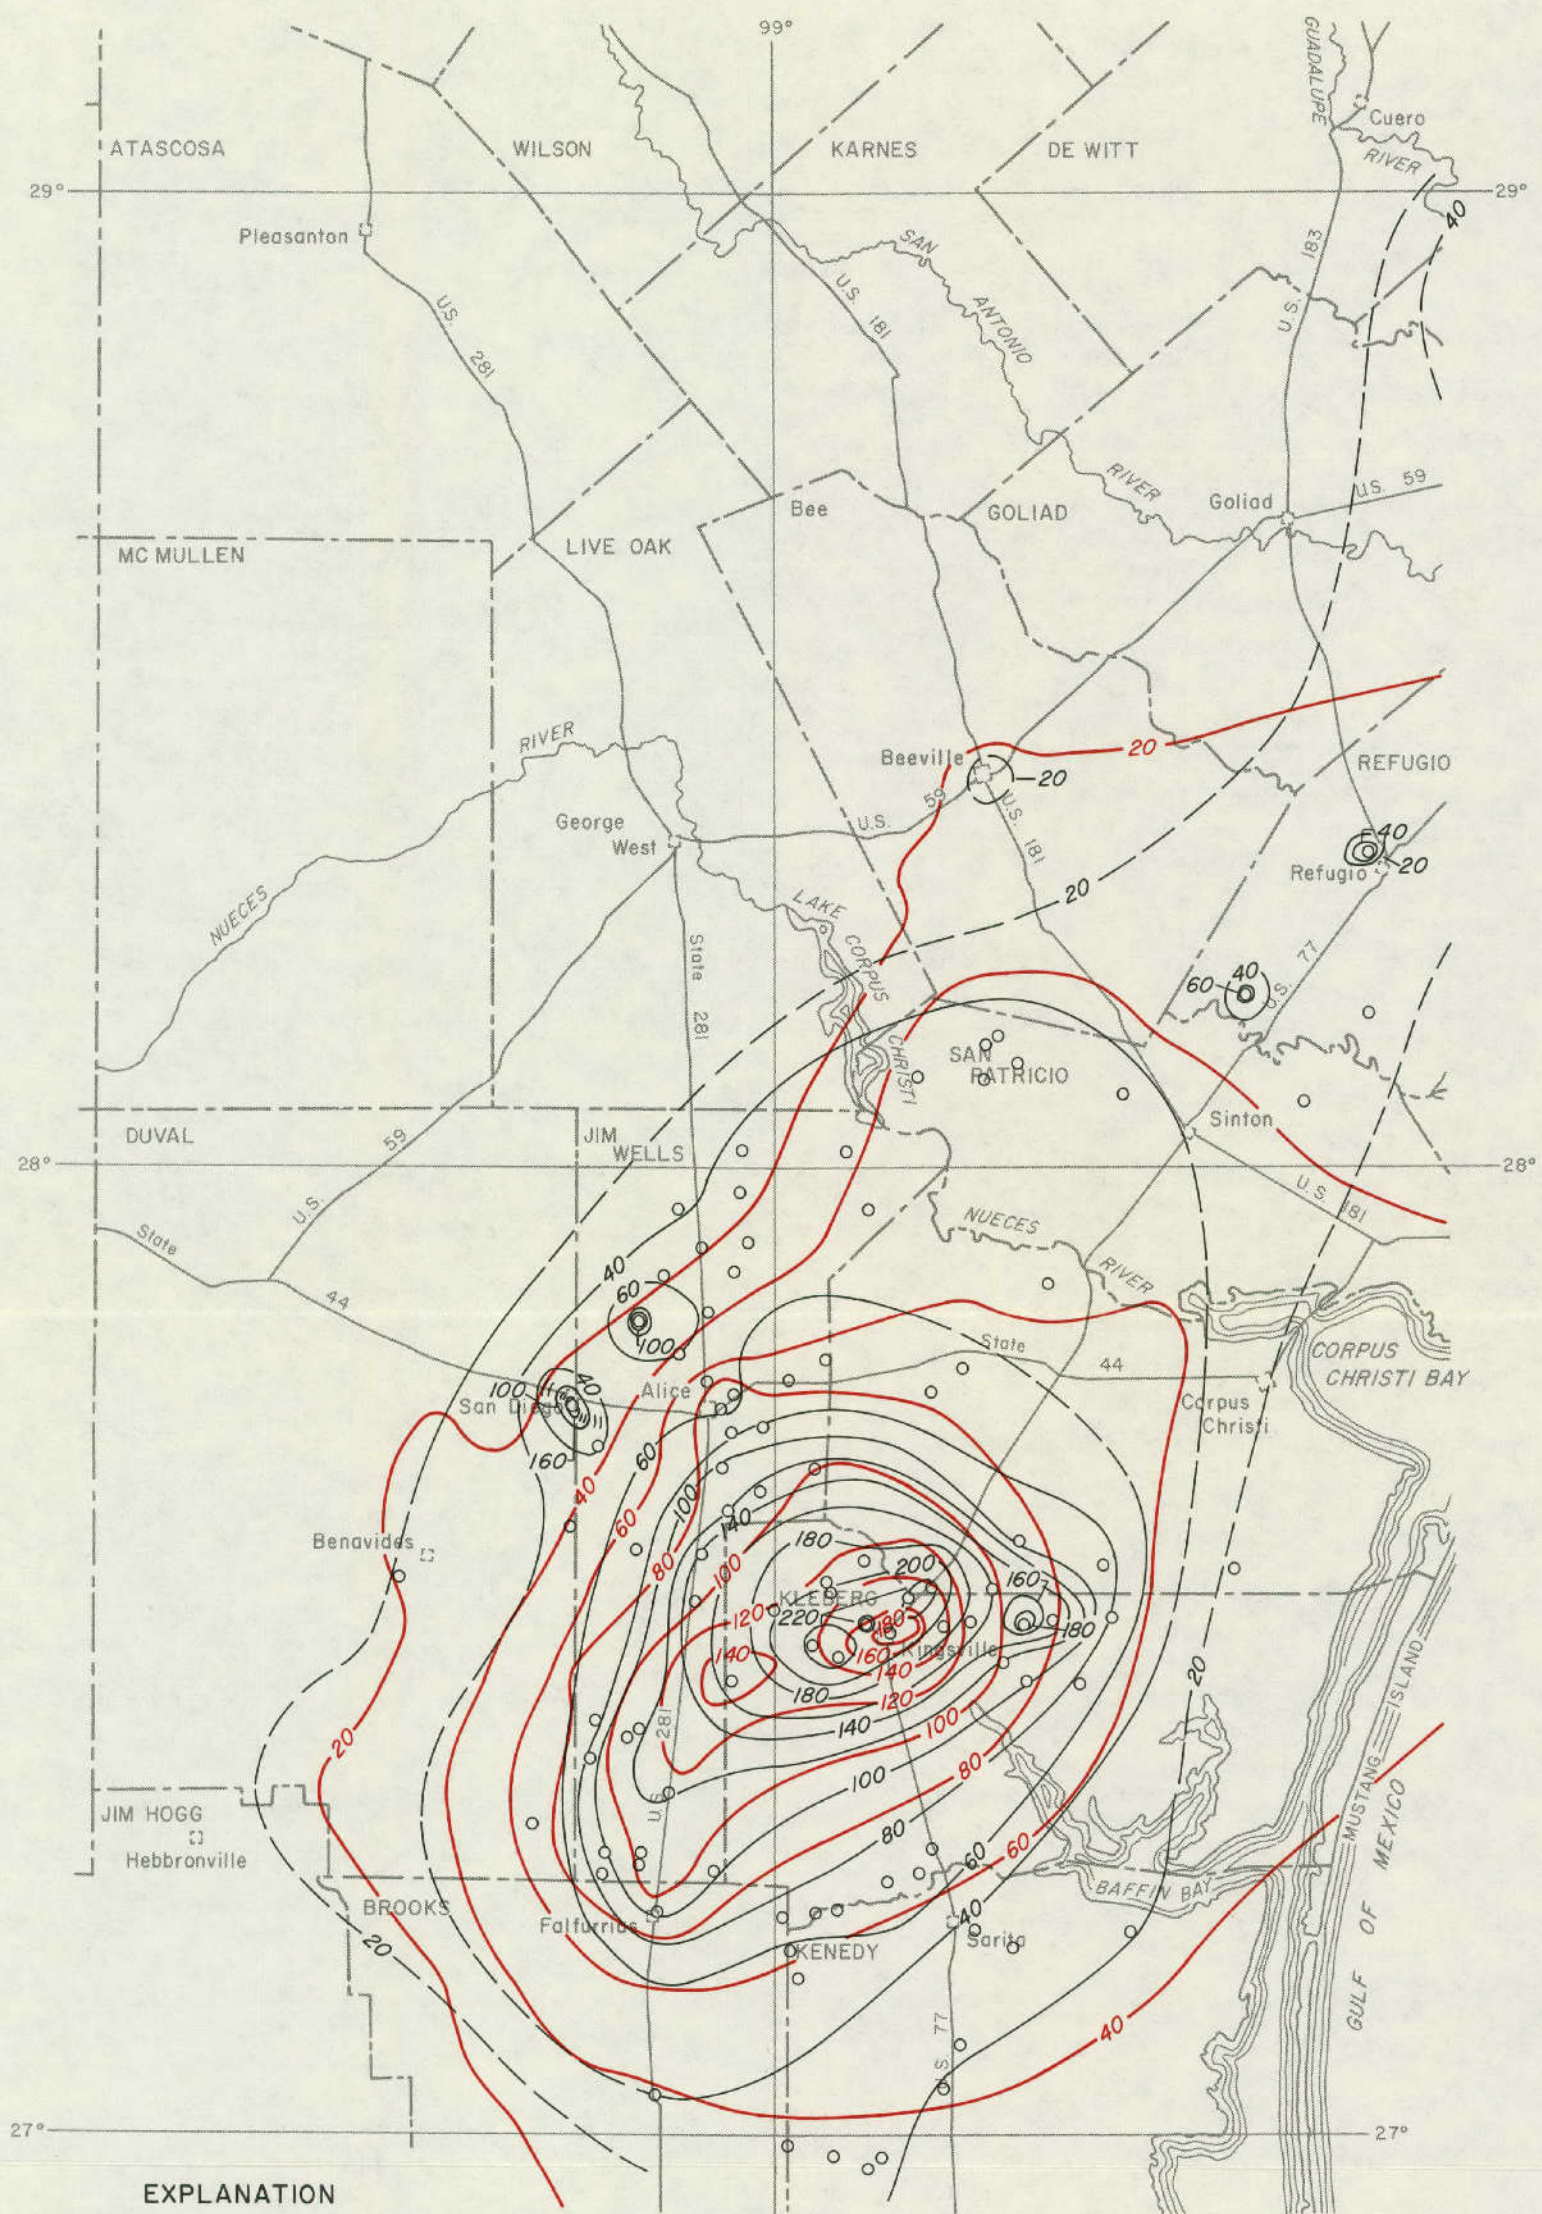 99°
GUADALUPE
Cuero
RIVER
ATASCOSA
WILSON
KARNES
DE WITT
29°
29°
40
Pleasanton
SAN
ANTONIO
RIVER
U.S. 183
U.S. 281
U.S. 181
Bee
GOLIAD
Goliad
U.S. 59
MC MULLEN
LIVE OAK
RIVER
Beeville
20
20
REFUGIO
59
U.S.
U.S. 181
George
West
40
Refugio
20
20
NUECES
LAKE
CORPUS
CHRISTI
State
281
40
60
U.S. 77
SAN
PATRICIO
Sinton
DUVAL
JIM
WELLS
59
U.S.
28°
28°
U.S. 181
State
44
NUECES
RIVER
40
60
100
State
44
CORPUS
CHRISTI BAY
100
40
San Diego
Alice
Corpus
Christi
160
60
40
100
60
140
Benavides
80
100
180
200
160
KLEBERG
120
220
180
180
Kingsville
140
160
140
180
120
140
100
20
281
U.S.
20
80
100
80
60
60
MUSTANG ISLAND
GULF OF MEXICO
JIM HOGG
Hebbronville
BAFFIN BAY
BROOKS
Falfurrias
40
Sarita
KENEDY
20
U.S. 77
40
27°
27°
EXPLANATION